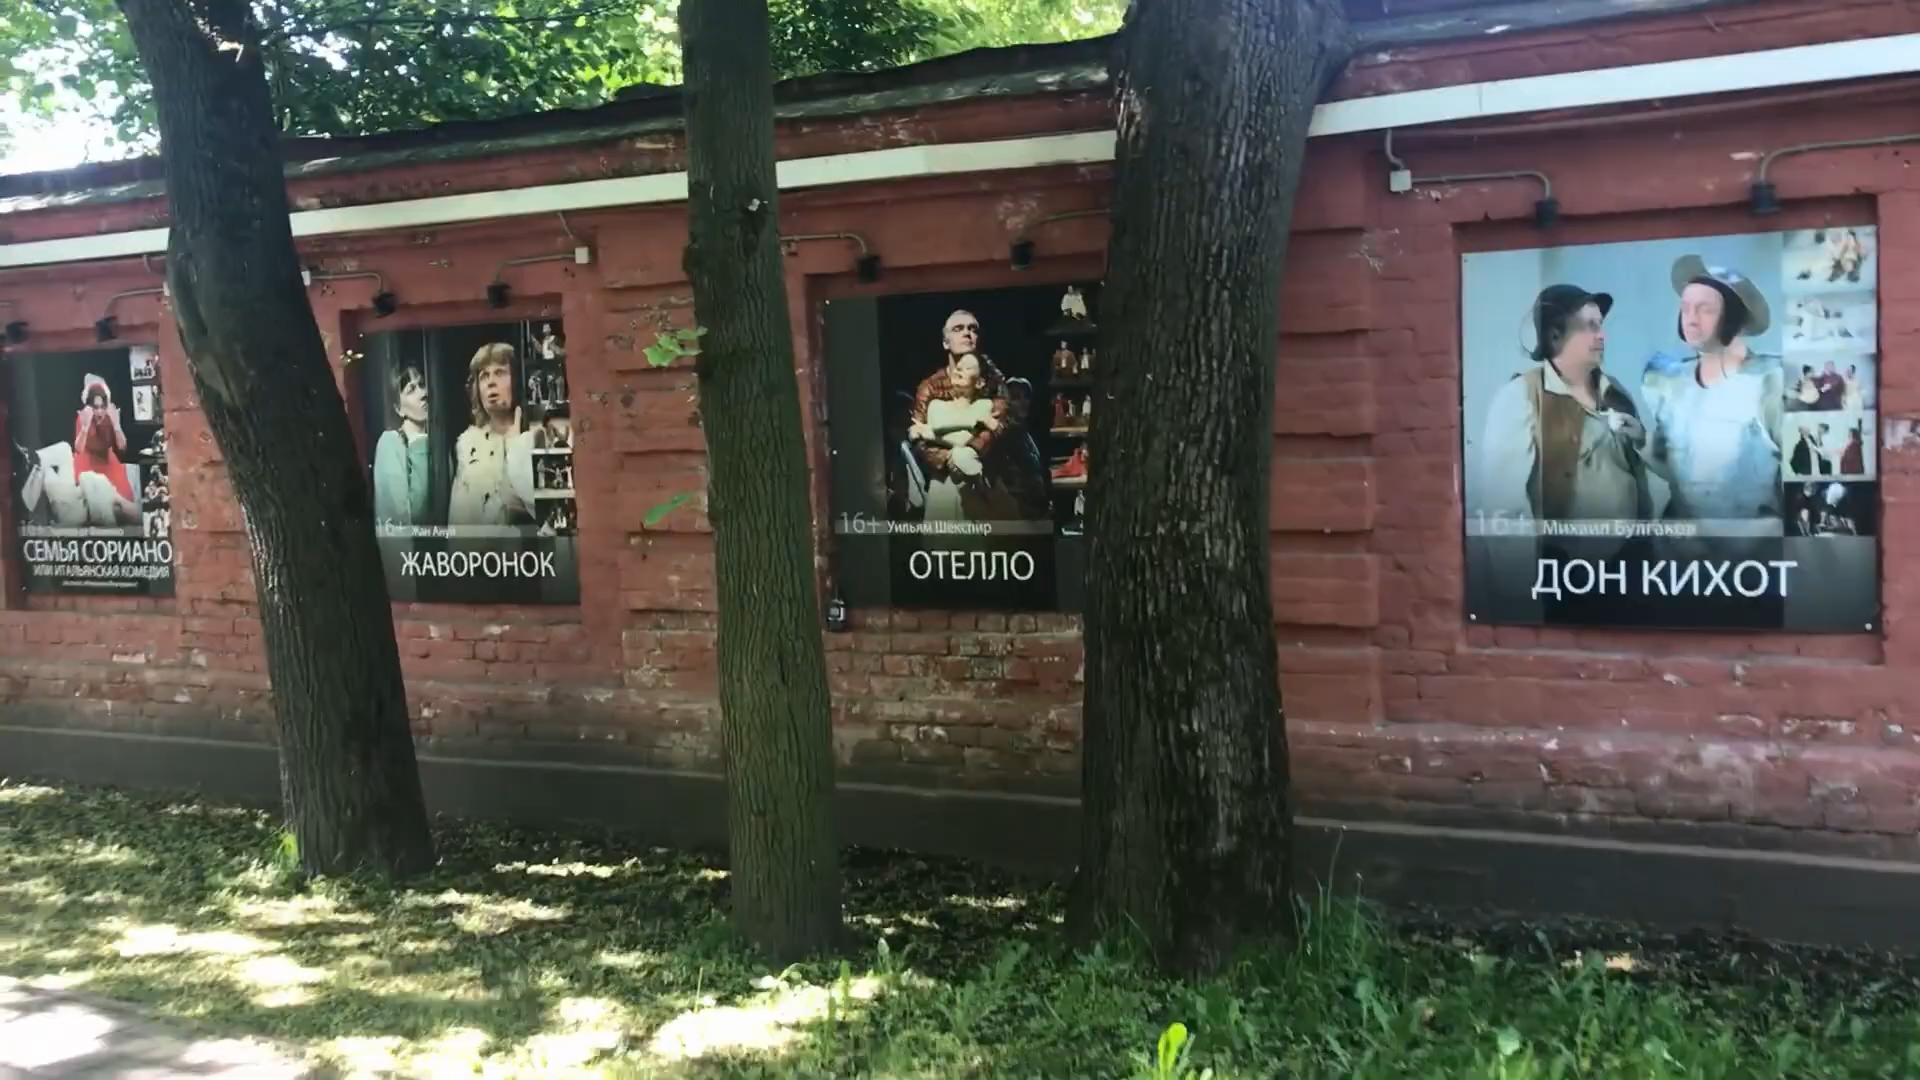 16+
СЕМЬЯ СОРИАНО
ИЛИ ИТАЛЬЯНСКАЯ КОМЕДИЯ
16+ Жан Ануй
ЖАВОРОНОК
16+ Уильям Шекспир
ОТЕЛЛО
16+ Михаил Булгаков
ДОН КИХОТ